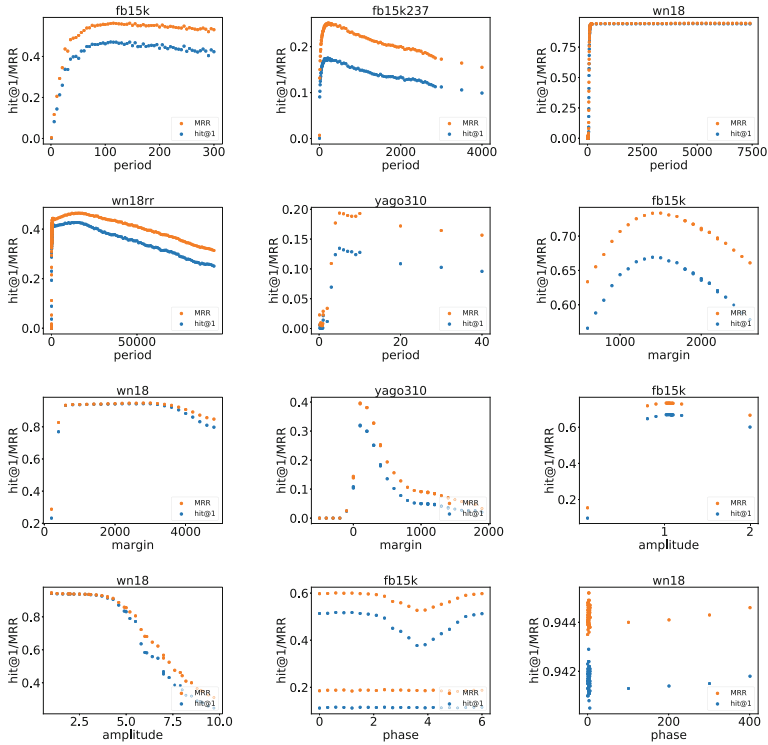 fb15k
hit@1/MRR
0.4
0.2
0.0
MRR
hit@1
0 100 200 300
period
fb15k237
hit@1/MRR
0.2
0.1
0.0
MRR
hit@1
0 2000 4000
period
wn18
hit@1/MRR
0.75
0.50
0.25
0.00
MRR
hit@1
0 2500 5000 7500
period
wn18rr
hit@1/MRR
0.4
0.2
0.0
MRR
hit@1
0 50000
period
yago310
hit@1/MRR
0.20
0.15
0.10
0.05
0.00
MRR
hit@1
0 20 40
period
fb15k
hit@1/MRR
0.70
0.65
0.60
MRR
hit@1
1000 2000
margin
wn18
hit@1/MRR
0.8
0.6
0.4
0.2
MRR
hit@1
0 2000 4000
margin
yago310
hit@1/MRR
0.4
0.3
0.2
0.1
0.0
MRR
hit@1
0 1000 2000
margin
fb15k
hit@1/MRR
0.6
0.4
0.2
MRR
hit@1
1 2
amplitude
wn18
hit@1/MRR
0.8
0.6
0.4
MRR
hit@1
2.5 5.0 7.5 10.0
amplitude
fb15k
hit@1/MRR
0.6
0.4
0.2
MRR
hit@1
0 2 4 6
phase
wn18
hit@1/MRR
0.944
0.942
MRR
hit@1
0 200 400
phase